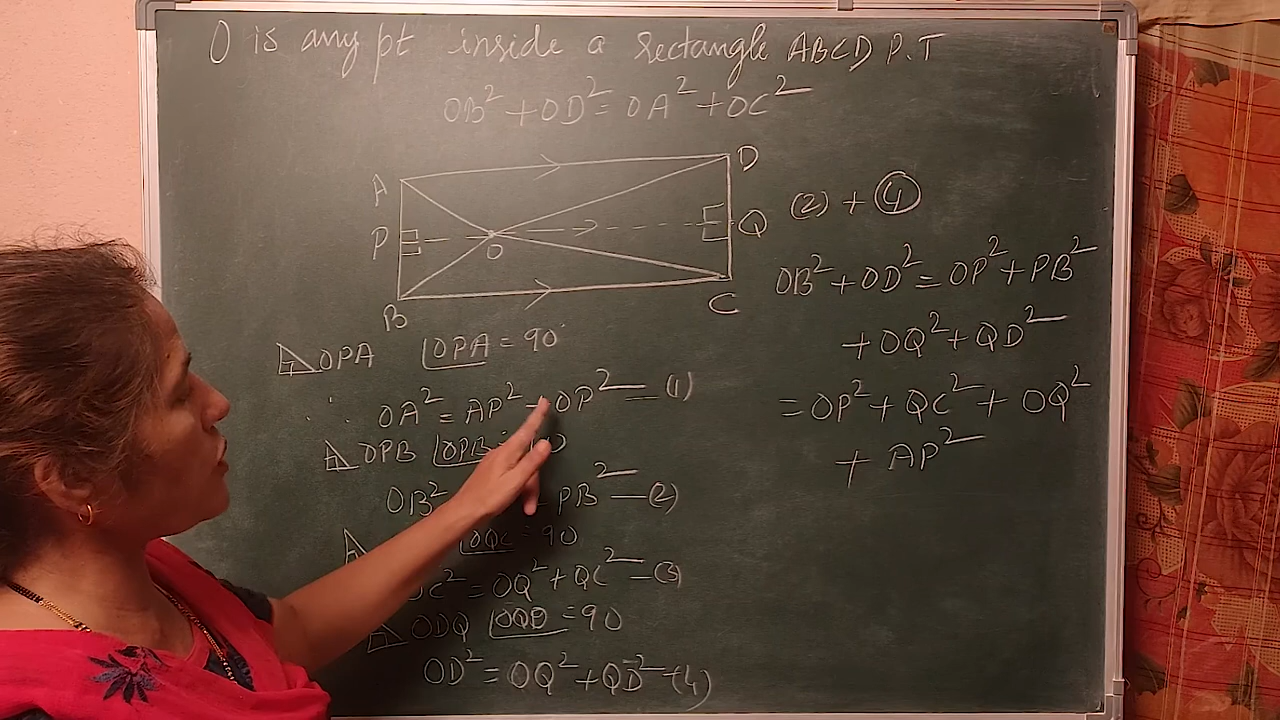 O is any pt inside a rectangle ABCD P.T
OB² + OD² = OA² + OC²
A
D
P
O
Q
B
C
△OPA ∠OPA = 90°
∴ OA² = AP² + OP² — (1)
△OPB ∠OPB =
OB² PB² — (2)
∠OQC = 90
OC² = OQ² + QC² — (3)
△ODQ ∠OQD = 90
OD² = OQ² + QD² — (4)
(2) + ④
OB² + OD² = OP² + PB²
+ OQ² + QD²
= OP² + QC² + OQ²
+ AP²